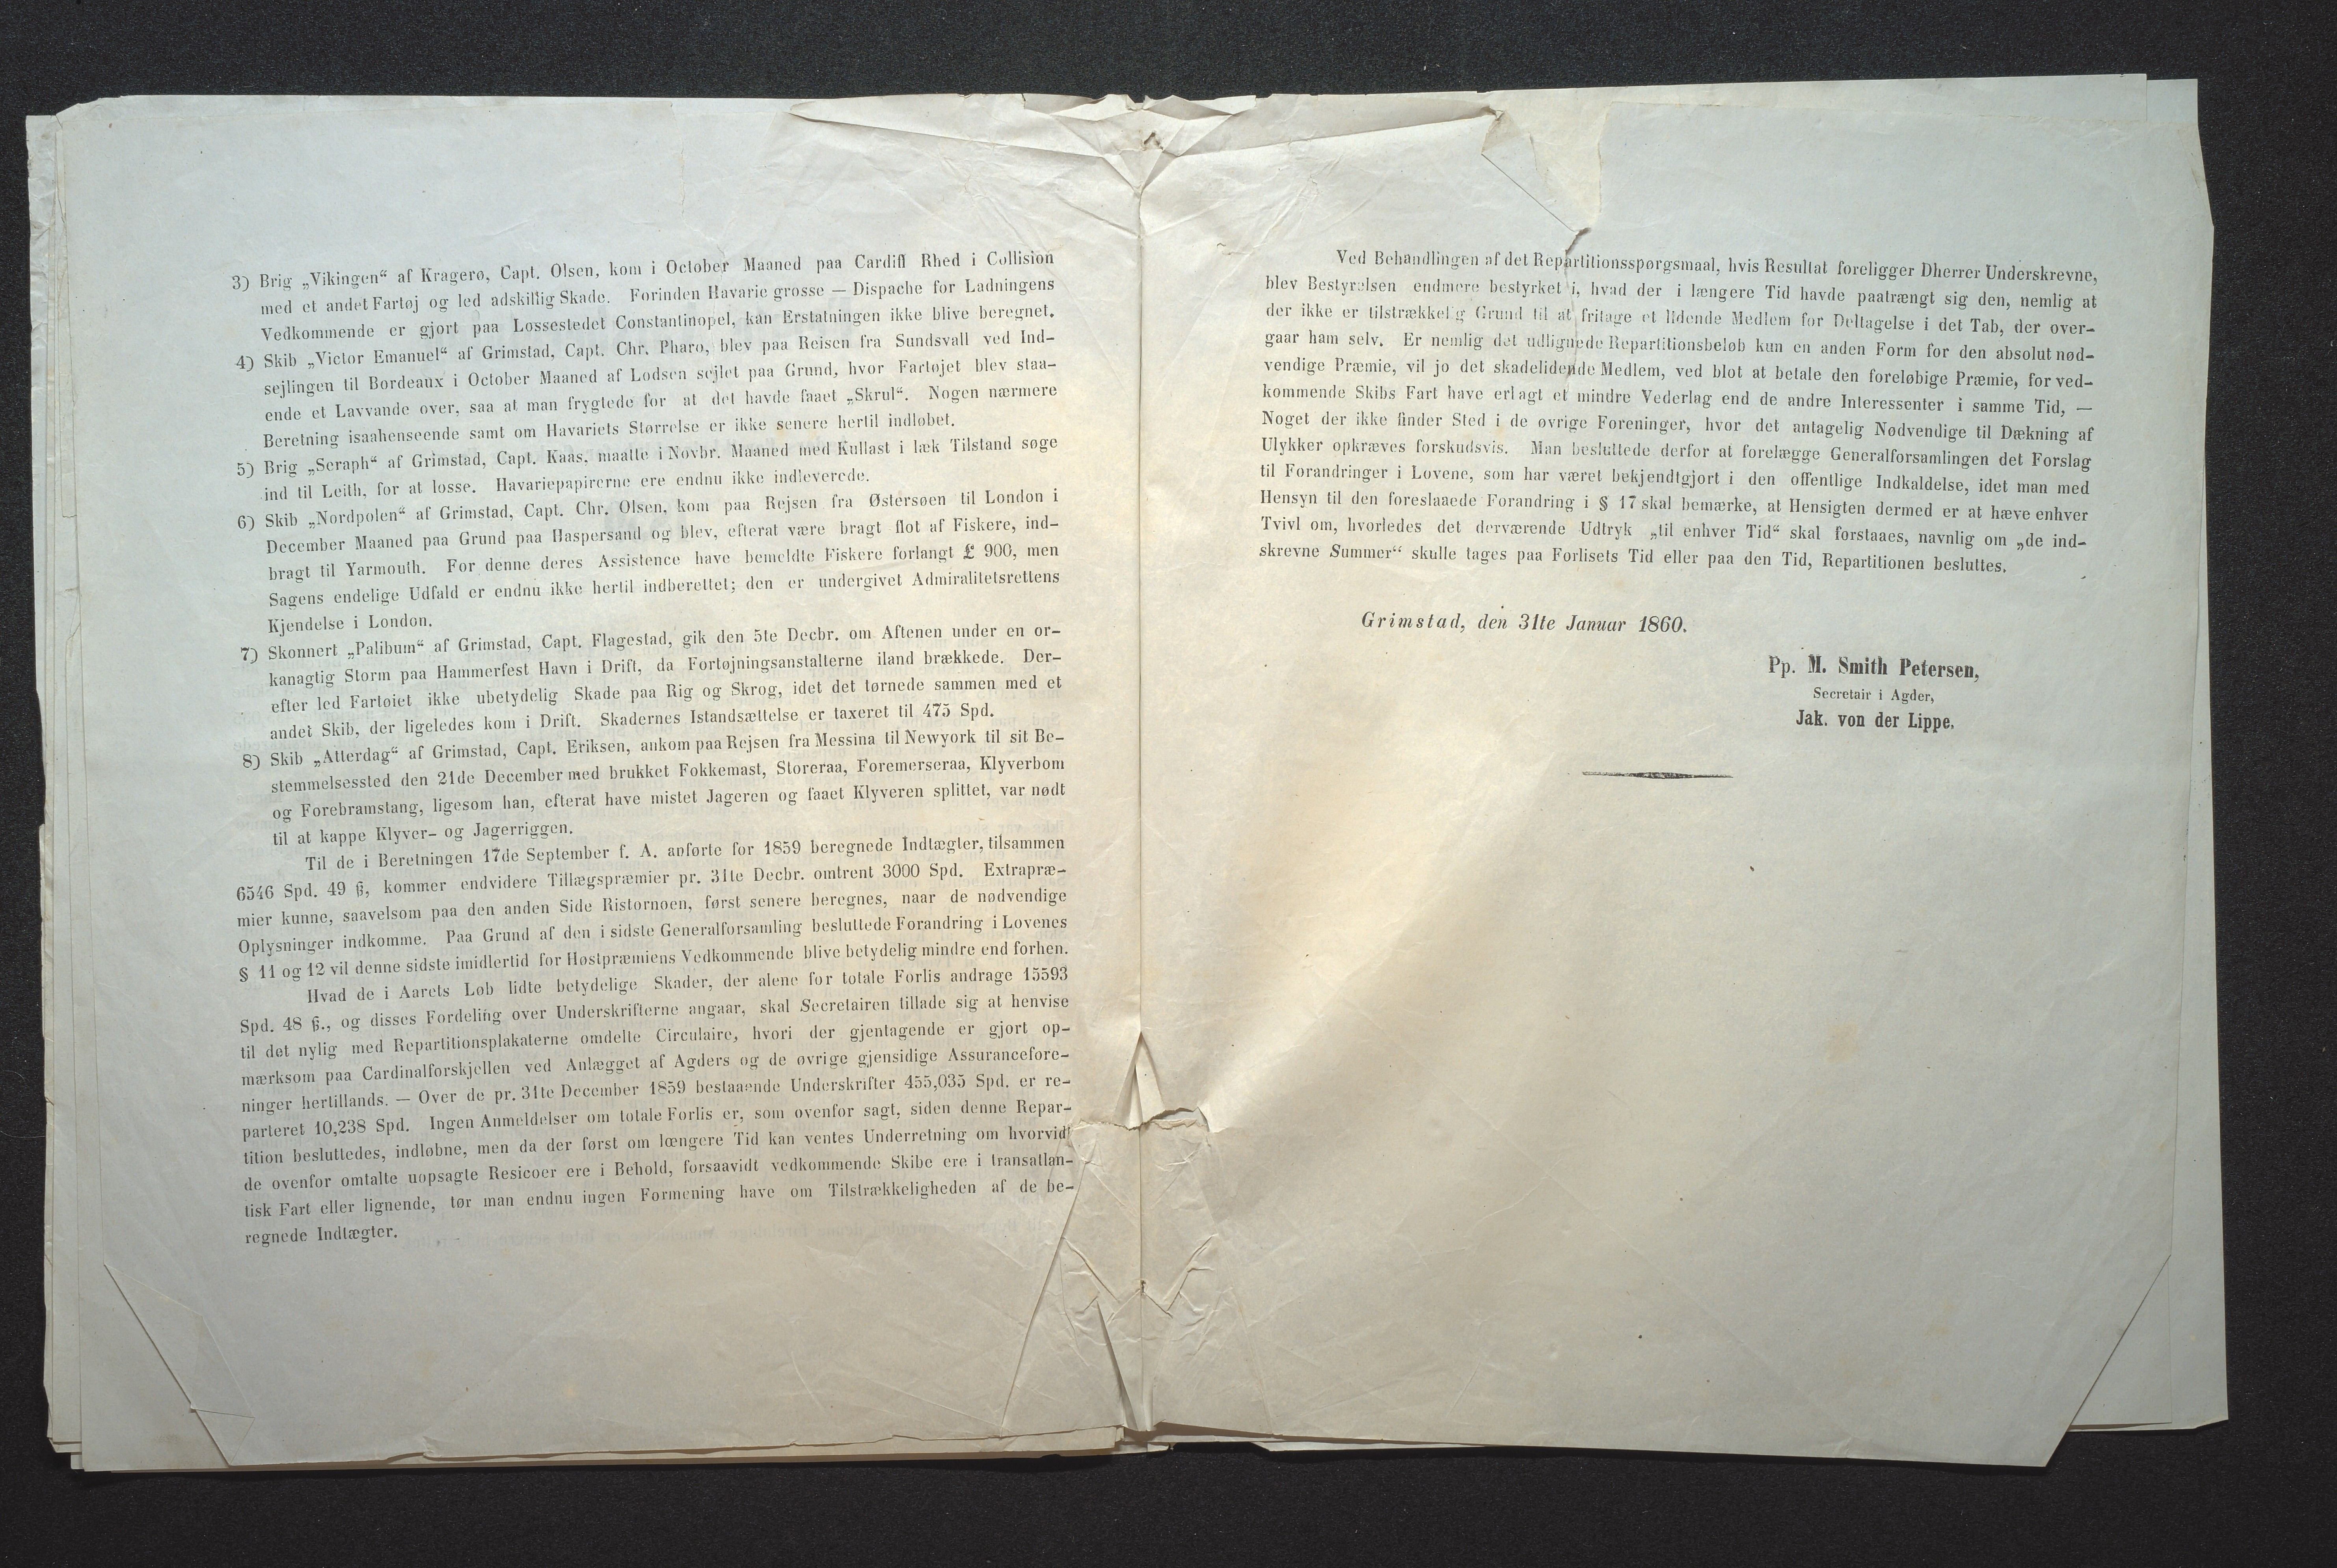 3) Brig „Vikingen“ af Kragerø, Capt. Olsen, kom i October Maaned paa Cardiff Rhed i Collision
med et andet Fartøj og led adskillig Skade. Forinden Havarie grosse — Dispache for Ladningens
Vedkommende er gjort paa Lossestedet Constantinopel, kan Erstatningen ikke blive beregnet.
4) Skib „Victor Emanuel“ af Grimstad, Capt. Chr. Pharo, blev paa Reisen fra Sundsvall ved Ind-
sejlingen til Bordeaux i October Maaned af Lodsen sejlet paa Grund, hvor Fartøjet blev staa-
ende et Lavvande over, saa at man frygtede for at det havde faaet „Skrul“. Nogen nærmere
Beretning isaahenseende samt om Havariets Størrelse er ikke senere hertil indløbet.
5) Brig „Seraph“ af Grimstad, Capt. Kaas, maatte i Novbr. Maaned med Kullast i læk Tilstand søge
ind til Leith, for at losse. Havariepapirerne ere endnu ikke indleverede.
6) Skib „Nordpolen“ af Grimstad, Capt. Chr. Olsen, kom paa Rejsen fra Østersøen til London i
December Maaned paa Grund paa Haspersand og blev, efterat være bragt flot af Fiskere, ind-
bragt til Yarmouth. For denne deres Assistence have bemeldte Fiskere forlangt £ 900, men
Sagens endelige Udfald er endnu ikke hertil indberettet; den er undergivet Admiralitetsrettens
Kjendelse i London.
7) Skonnert „Palibum“ af Grimstad, Capt. Flagestad, gik den 5te Decbr. om Aftenen under en or-
kanagtig Storm paa Hammerfest Havn i Drift, da Fortøjningsanstalterne iland brækkede. Der-
efter led Fartøiet ikke ubetydelig Skade paa Rig og Skrog, idet det tørnede sammen med et
andet Skib, der ligeledes kom i Drift. Skadernes Istandsættelse er taxeret til 475 Spd.
8) Skib „Atterdag“ af Grimstad, Capt. Eriksen, ankom paa Rejsen fra Messina til Newyork til sit Be-
stemmelsessted den 21de December med brukket Fokkemast, Storeraa, Foremerseraa, Klyverbom
og Forebramstang, ligesom han, efterat have mistet Jageren og faaet Klyveren splittet, var nødt
til at kappe Klyver- og Jagerriggen.
Til de i Beretningen 17de September f. A. anførte for 1859 beregnede Indtægter, tilsammen
6546 Spd. 49 ß, kommer endvidere Tillægspræmier pr. 31te Decbr. omtrent 3000 Spd. Extrapræ-
mier kunne, saavelsom paa den anden Side Ristornoen, først senere beregnes, naar de nødvendige
Oplysninger indkomme. Paa Grund af den i sidste Generalforsamling besluttede Forandring i Lovenes
§ 11 og 12 vil denne sidste imidlertid for Høstpræmiens Vedkommende blive betydelig mindre end forhen.
Hvad de i Aarets Løb lidte betydelige Skader, der alene for totale Forlis andrage 15593
Spd. 48 ß., og disses Fordeling over Underskrifterne angaar, skal Secretairen tillade sig at henvise
til det nylig med Repartitionsplakaterne omdelte Circulaire, hvori der gjentagende er gjort op-
mærksom paa Cardinalforskjellen ved Anlægget af Agders og de øvrige gjensidige Assurancefore-
ninger hertillands. — Over de pr. 31te December 1859 bestaaende Underskrifter 455,035 Spd. er re-
parteret 10,238 Spd. Ingen Anmeldelser om totale Forlis er, som ovenfor sagt, siden denne Repar-
tition besluttedes, indløbne, men da der først om længere Tid kan ventes Underretning om hvorvidt
de ovenfor omtalte uopsagte Resicoer ere i Behold, forsaavidt vedkommende Skibe ere i transatlan-
tisk Fart eller lignende, tør man endnu ingen Formening have om Tilstrækkeligheden af de be-
regnede Indtægter.
Ved Behandlingen af det Repartitionsspørgsmaal, hvis Resultat foreligger Dherrer Underskrevne,
blev Bestyrelsen endmere bestyrket i, hvad der i længere Tid havde paatrængt sig den, nemlig at
der ikke er tilstrækkelig Grund til at fritage et lidende Medlem for Deltagelse i det Tab, der over-
gaar ham selv. Er nemlig det udlignede Repartitionsbeløb kun en anden Form for den absolut nød-
vendige Præmie, vil jo det skadelidende Medlem, ved blot at betale den foreløbige Præmie, for ved-
kommende Skibs Fart have erlagt et mindre Vederlag end de andre Interessenter i samme Tid, —
Noget der ikke finder Sted i de øvrige Foreninger, hvor det antagelig Nødvendige til Dækning af
Ulykker opkræves forskudsvis. Man besluttede derfor at forelægge Generalforsamlingen det Forslag
til Forandringer i Lovene, som har været bekjendtgjort i den offentlige Indkaldelse, idet man med
Hensyn til den foreslaaede Forandring i § 17 skal bemærke, at Hensigten dermed er at hæve enhver
Tvivl om, hvorledes det derværende Udtryk „til enhver Tid“ skal forstaaes, navnlig om „de ind-
skrevne Summer“ skulle tages paa Forlisets Tid eller paa den Tid, Repartitionen besluttes.
Grimstad, den 31te Januar 1860.
Pp. M. Smith Petersen,
Secretair i Agder,
Jak. von der Lippe.